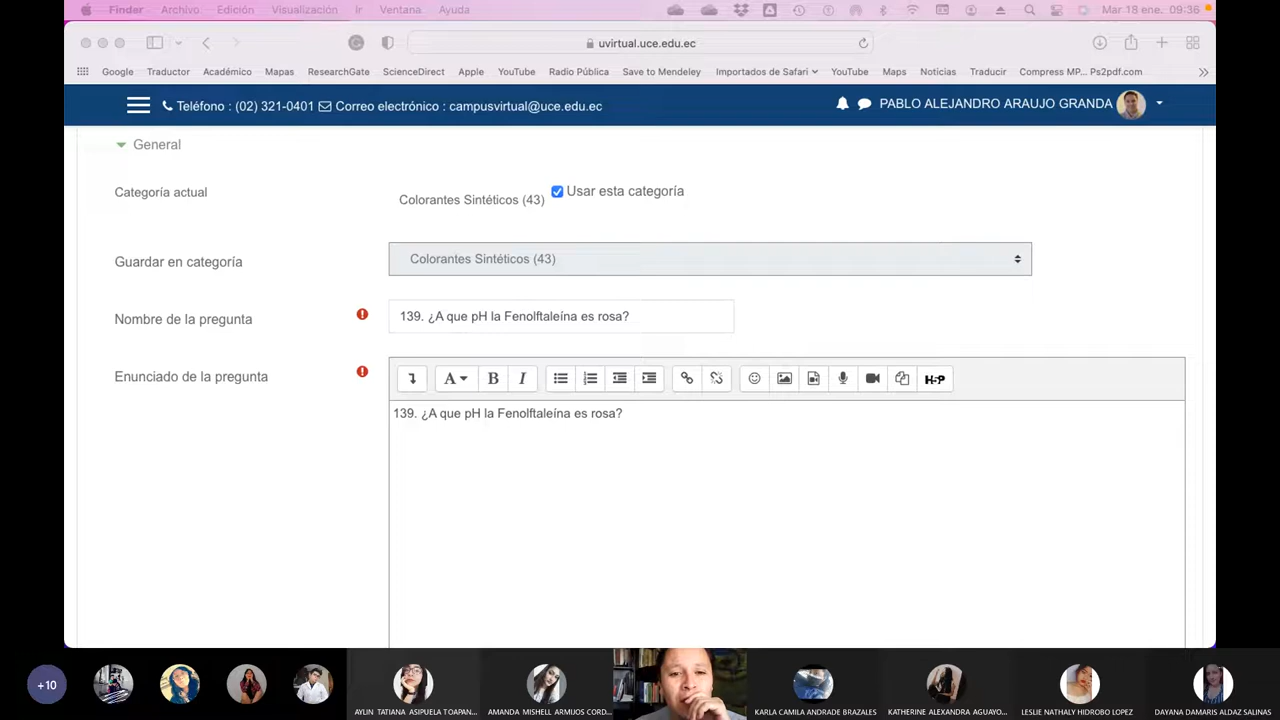 Finder Archivo Edición Visualización Ir Ventana Ayuda Mar 18 ene. 09:36
uvirtual.uce.edu.ec
Google Traductor Académico Mapas ResearchGate ScienceDirect Apple YouTube Radio Pública Save to Mendeley Importados de Safari YouTube Maps Noticias Traducir Compress MP... Ps2pdf.com
Teléfono : (02) 321-0401 Correo electrónico : campusvirtual@uce.edu.ec PABLO ALEJANDRO ARAUJO GRANDA
General
Categoría actual Colorantes Sintéticos (43) Usar esta categoría
Guardar en categoría Colorantes Sintéticos (43)
Nombre de la pregunta 139. ¿A que pH la Fenolftaleína es rosa?
Enunciado de la pregunta
A B I H5P
139. ¿A que pH la Fenolftaleína es rosa?
+10
AYLIN TATIANA ASIPUELA TOAPAN... AMANDA MISHELL ARMIJOS CORD... KARLA CAMILA ANDRADE BRAZALES KATHERINE ALEXANDRA AGUAYO... LESLIE NATHALY HIDROBO LOPEZ DAYANA DAMARIS ALDAZ SALINAS